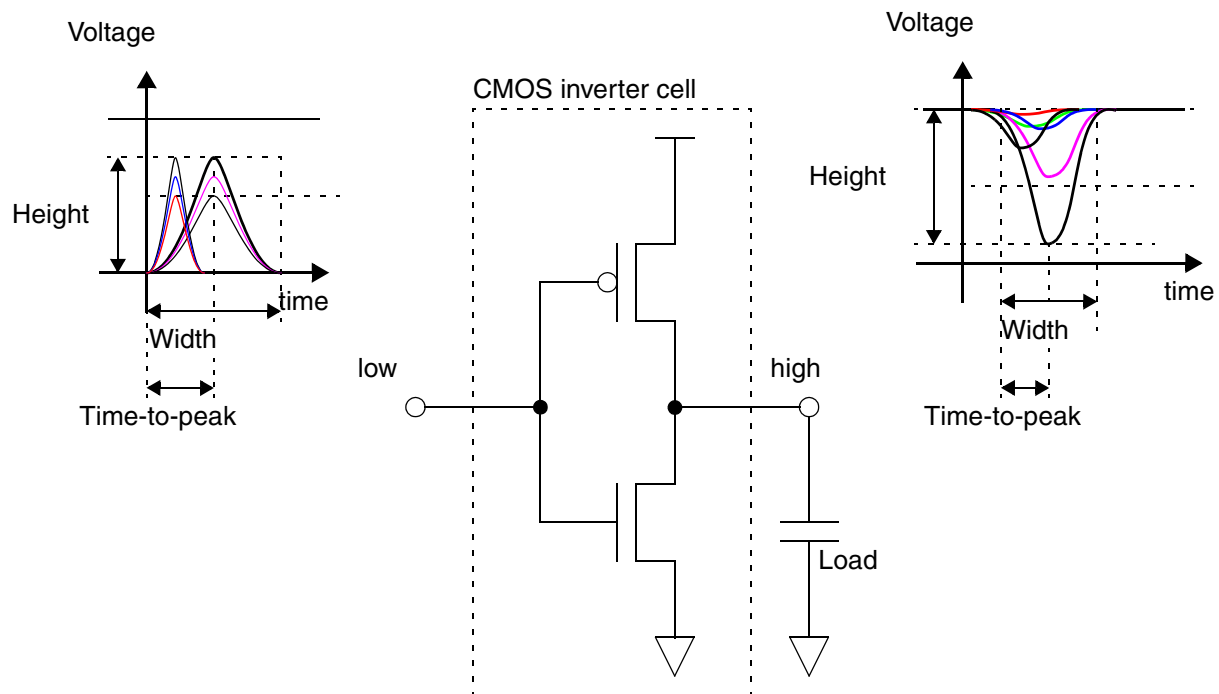 Voltage
Voltage
CMOS inverter cell
Height
Height
time
time
Width
Width
low
high
Time-to-peak
Time-to-peak
Load